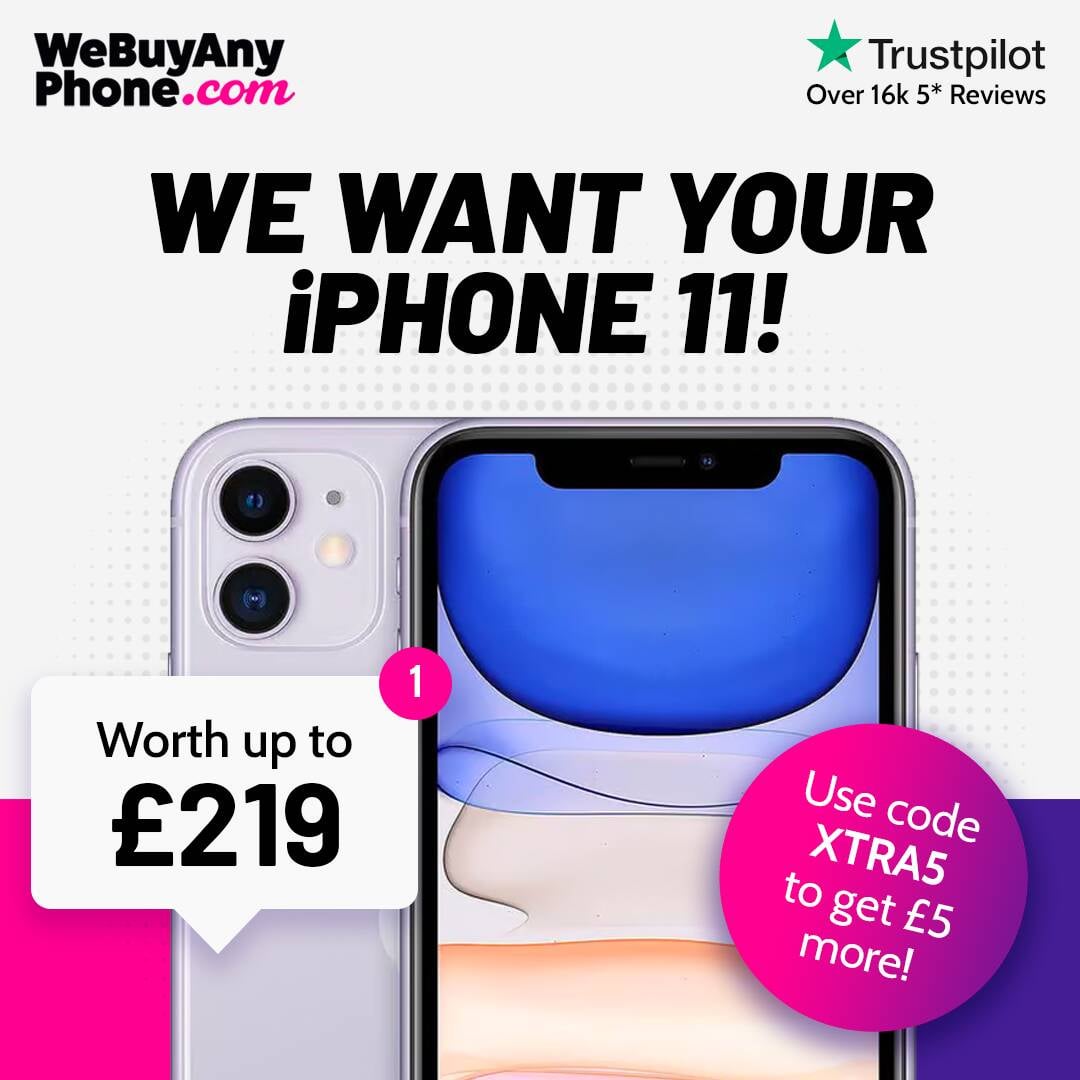 WeBuyAny
Phone.com
Trustpilot
Over 16k 5* Reviews
WE WANT YOUR
iPHONE 11!
1
Worth up to
£219
Use code
XTRA5
to get £5
more!